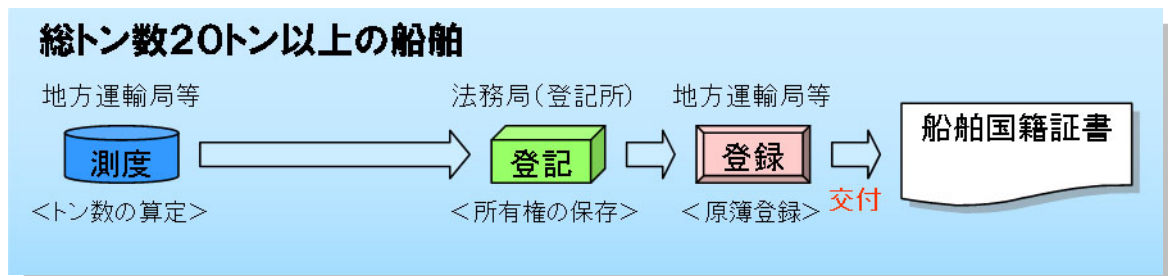 総トン数20トン以上の船舶
地方運輸局等
法務局(登記所)
地方運輸局等
測度
登記
登録
船舶国籍証書
<トン数の算定>
<所有権の保存>
<原簿登録>
交付